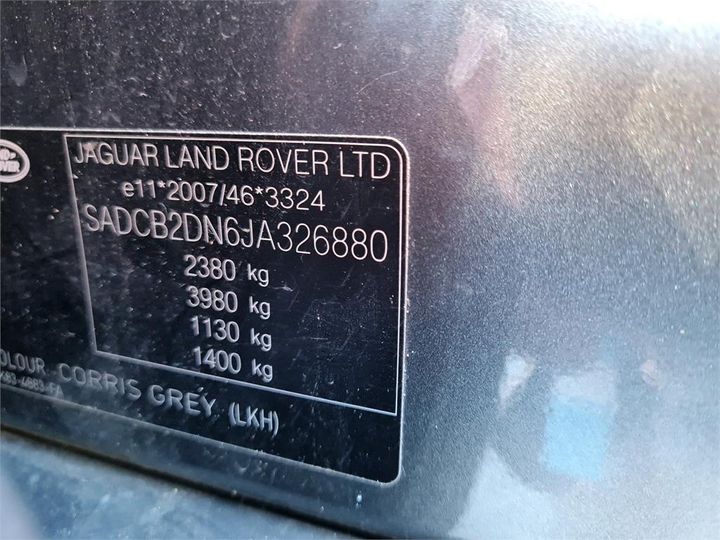 ROVER
JAGUAR LAND ROVER LTD
e11*2007/46*3324
SADCB2DN6JA326880
2380 kg
3980 kg
1130 kg
1400 kg
OLOUR CORRIS GREY (LKH)